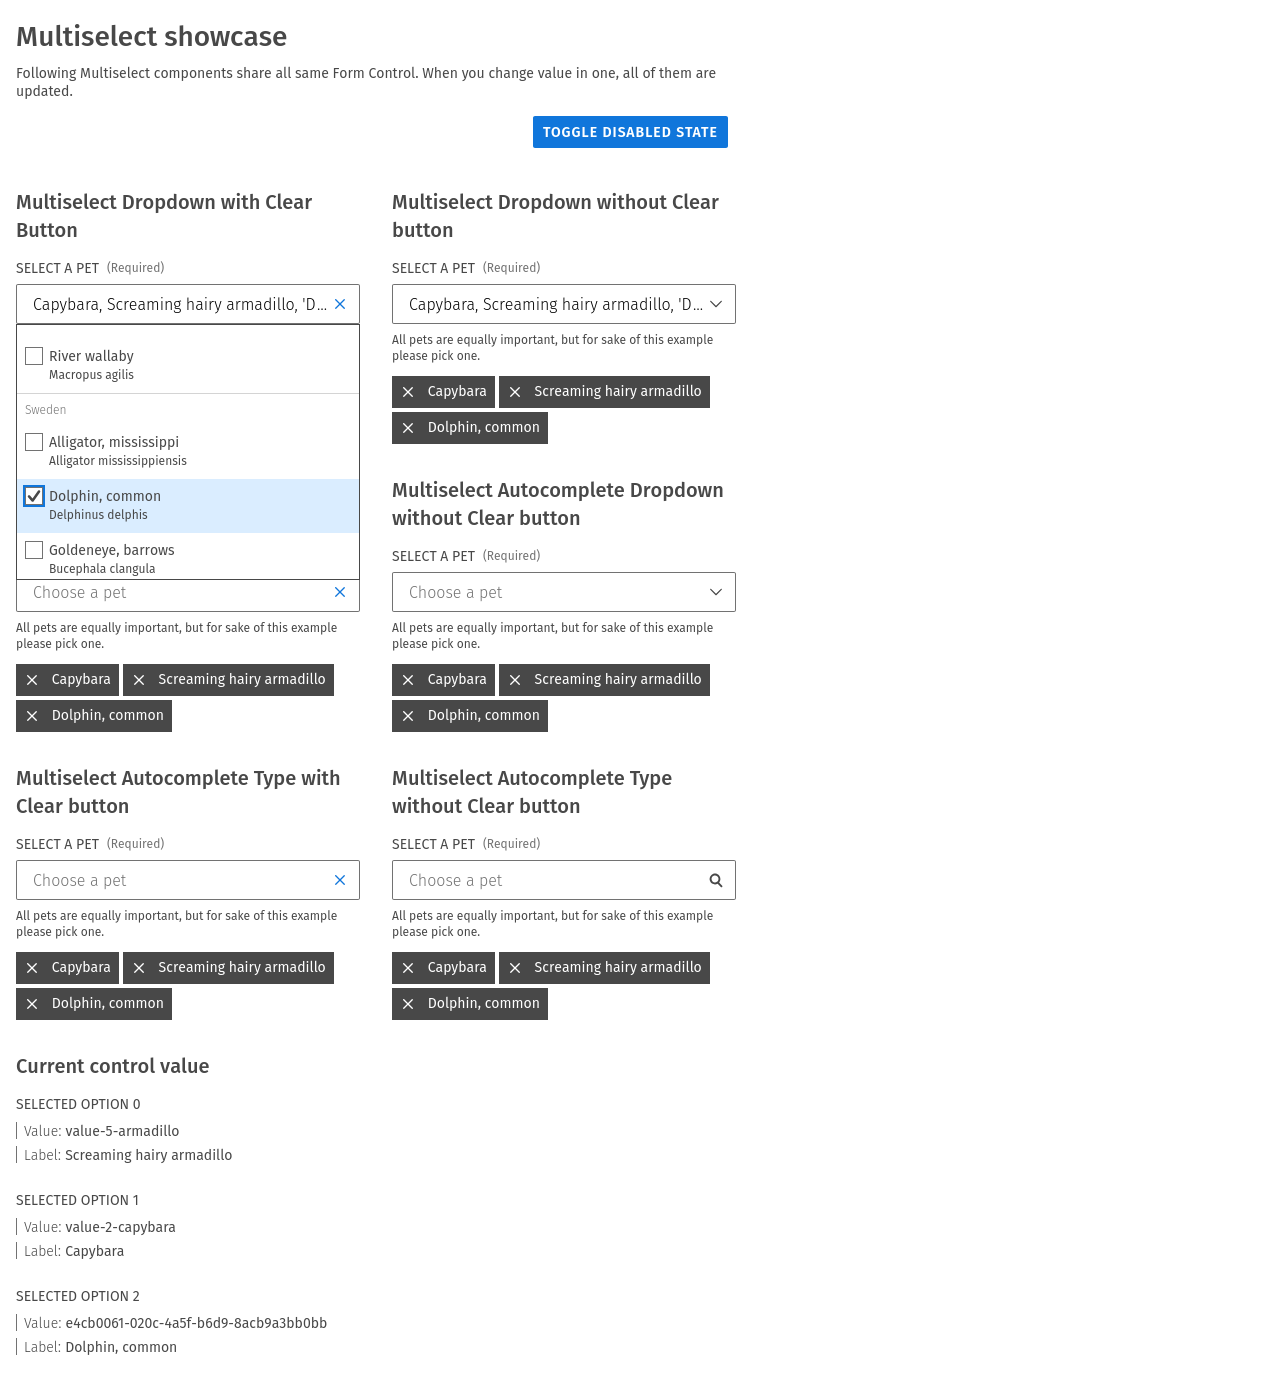 Multiselect showcase
Following Multiselect components share all same Form Control. When you change value in one, all of them are
updated.
TOGGLE DISABLED STATE
Multiselect Dropdown with Clear
Button
SELECT A PET (Required)
Capybara, Screaming hairy armadillo, 'D...
River wallaby
Macropus agilis
Sweden
Alligator, mississippi
Alligator mississippiensis
Dolphin, common
Delphinus delphis
Goldeneye, barrows
Bucephala clangula
Choose a pet
All pets are equally important, but for sake of this example
please pick one.
Capybara
Screaming hairy armadillo
Dolphin, common
Multiselect Dropdown without Clear
button
SELECT A PET (Required)
Capybara, Screaming hairy armadillo, 'D...
All pets are equally important, but for sake of this example
please pick one.
Capybara
Screaming hairy armadillo
Dolphin, common
Multiselect Autocomplete Dropdown
without Clear button
SELECT A PET (Required)
Choose a pet
All pets are equally important, but for sake of this example
please pick one.
Capybara
Screaming hairy armadillo
Dolphin, common
Multiselect Autocomplete Type with
Clear button
SELECT A PET (Required)
Choose a pet
All pets are equally important, but for sake of this example
please pick one.
Capybara
Screaming hairy armadillo
Dolphin, common
Multiselect Autocomplete Type
without Clear button
SELECT A PET (Required)
Choose a pet
All pets are equally important, but for sake of this example
please pick one.
Capybara
Screaming hairy armadillo
Dolphin, common
Current control value
SELECTED OPTION 0
Value: value-5-armadillo
Label: Screaming hairy armadillo
SELECTED OPTION 1
Value: value-2-capybara
Label: Capybara
SELECTED OPTION 2
Value: e4cb0061-020c-4a5f-b6d9-8acb9a3bb0bb
Label: Dolphin, common